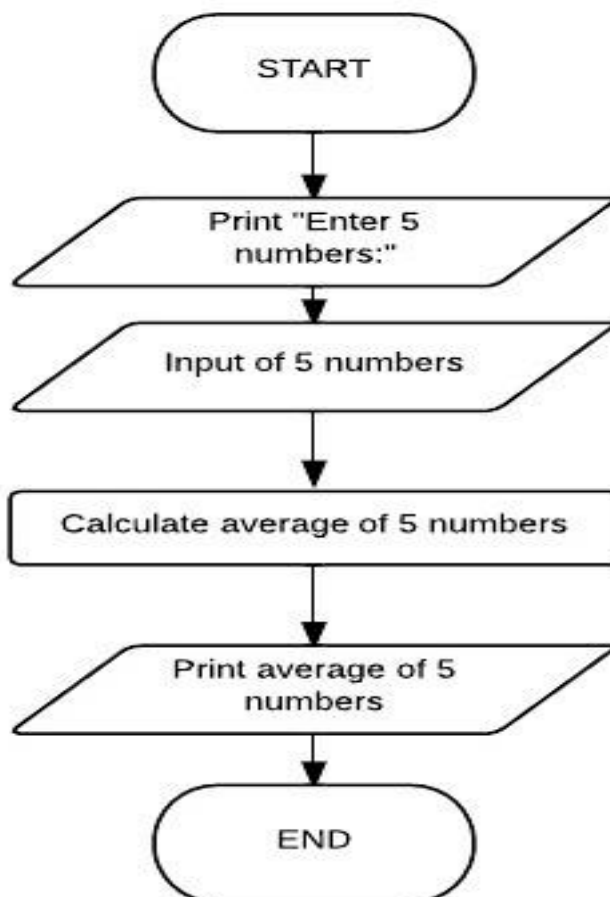 START
Print "Enter 5
numbers:"
Input of 5 numbers
Calculate average of 5 numbers
Print average of 5
numbers
END